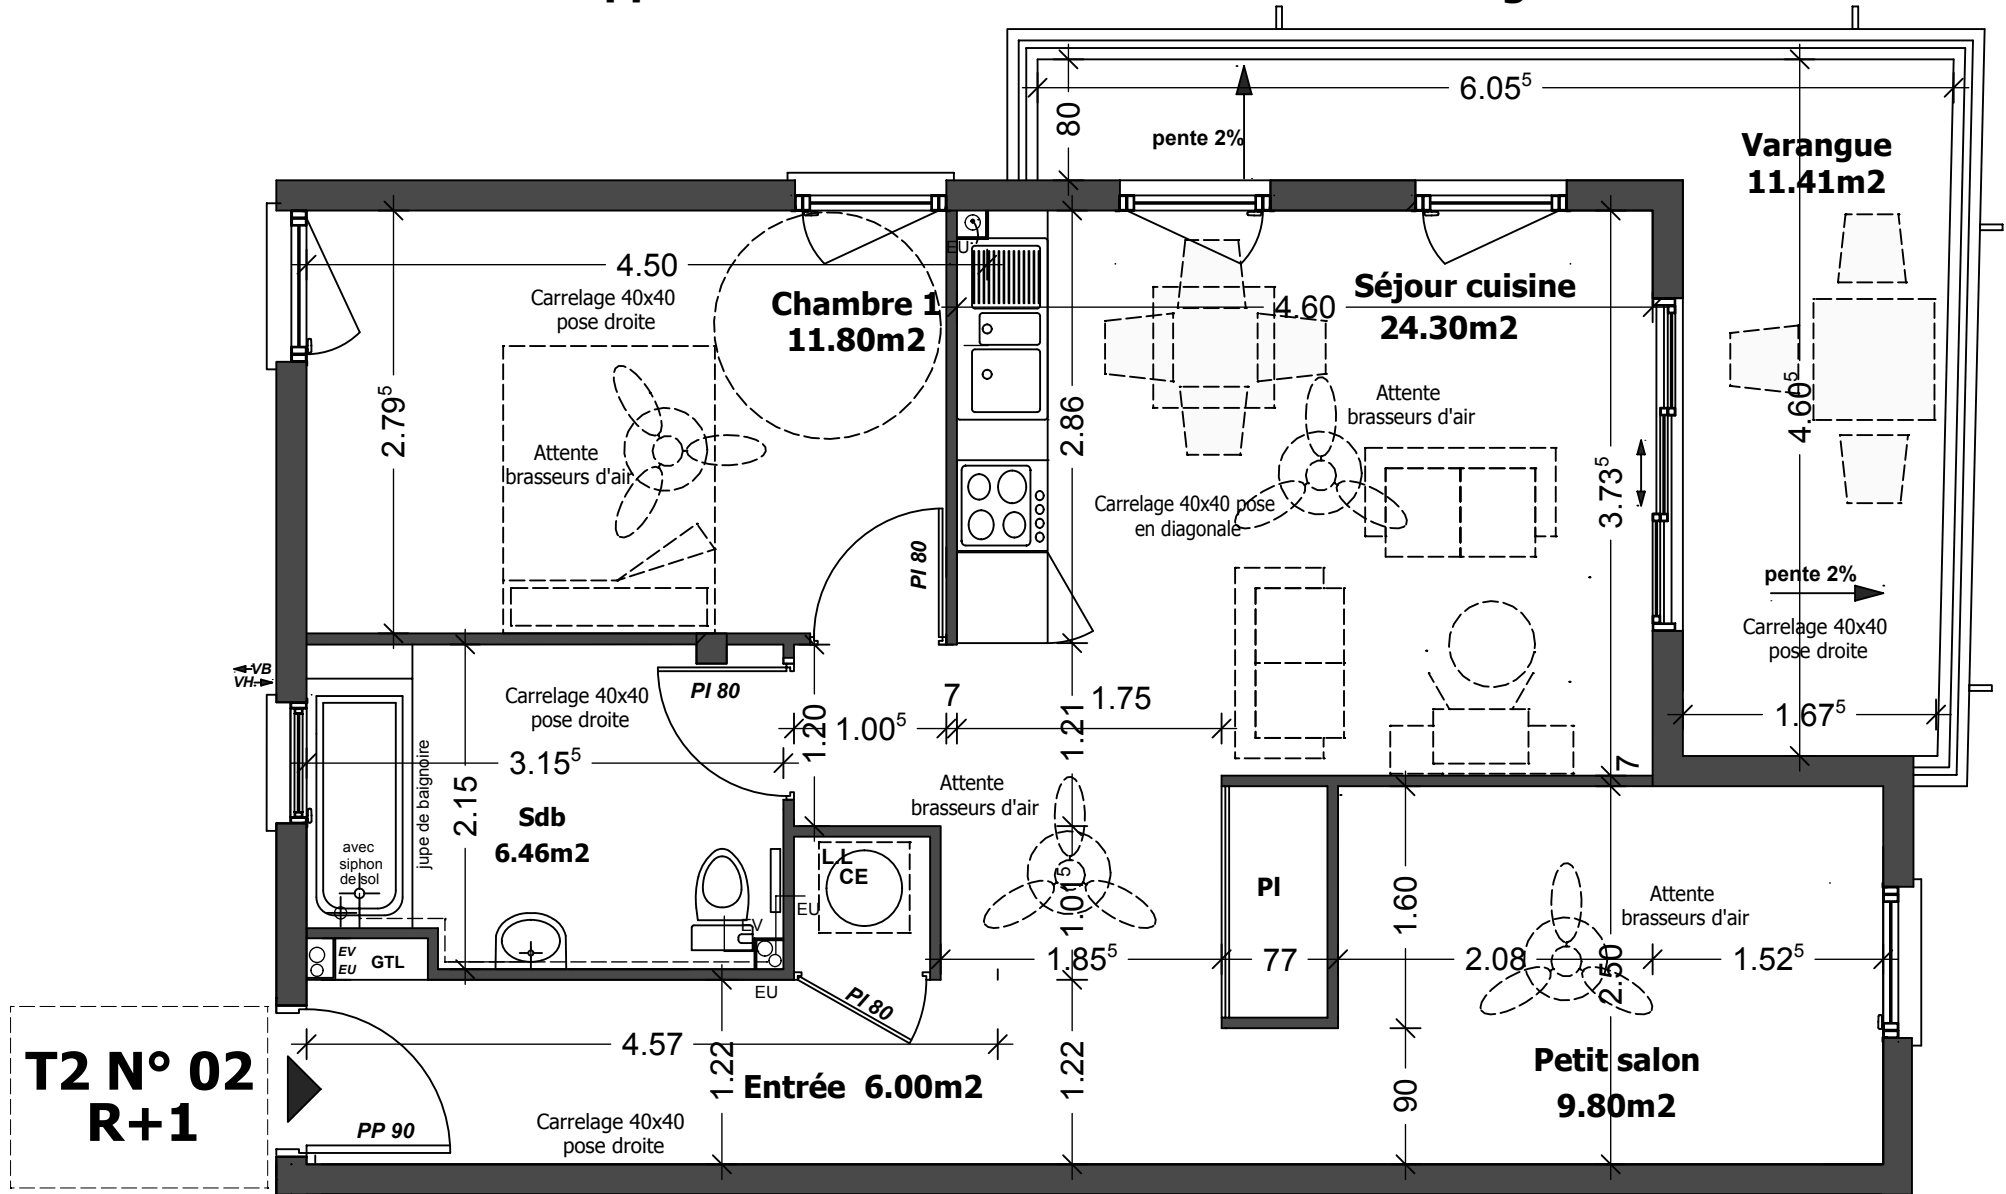 6.05⁵
80
pente 2%
Varangue
11.41m2
4.50
Carrelage 40x40
pose droite
Chambre 1
11.80m2
EU
4.60
Séjour cuisine
24.30m2
2.79⁵
2.86
Attente
brasseurs d'air
Attente
brasseurs d'air
4.60⁵
3.73⁵
Carrelage 40x40 pose
en diagonale
PI 80
pente 2%
Carrelage 40x40
pose droite
VB
VH
Carrelage 40x40
pose droite
PI 80
7
1.75
1.20
1.00⁵
1.21
1.67⁵
3.15⁵
7
jupe de baignoire
2.15
Sdb
6.46m2
Attente
brasseurs d'air
avec
siphon
de sol
L.L
CE
EU
EV
1.01⁵
Pl
1.60
Attente
brasseurs d'air
EV
EU
GTL
1.85⁵
77
2.08
2.50
1.52⁵
EU
PI 80
4.57
1.22
1.22
Entrée 6.00m2
90
Petit salon
9.80m2
T2 N° 02
R+1
PP 90
Carrelage 40x40
pose droite